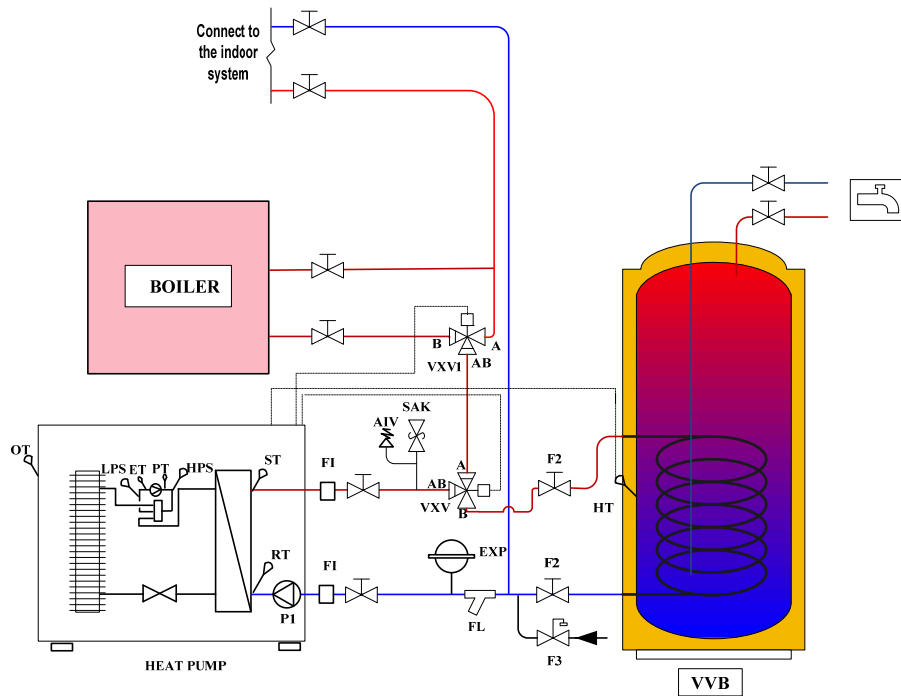 Connect to
the indoor
system
BOILER
B
A
VXV1
AB
SAK
AIV
OT
LPS
ET
PT
HPS
ST
FI
A
AB
VXV
B
F2
HT
RT
P1
FI
EXP
FL
F2
F3
HEAT PUMP
VVB